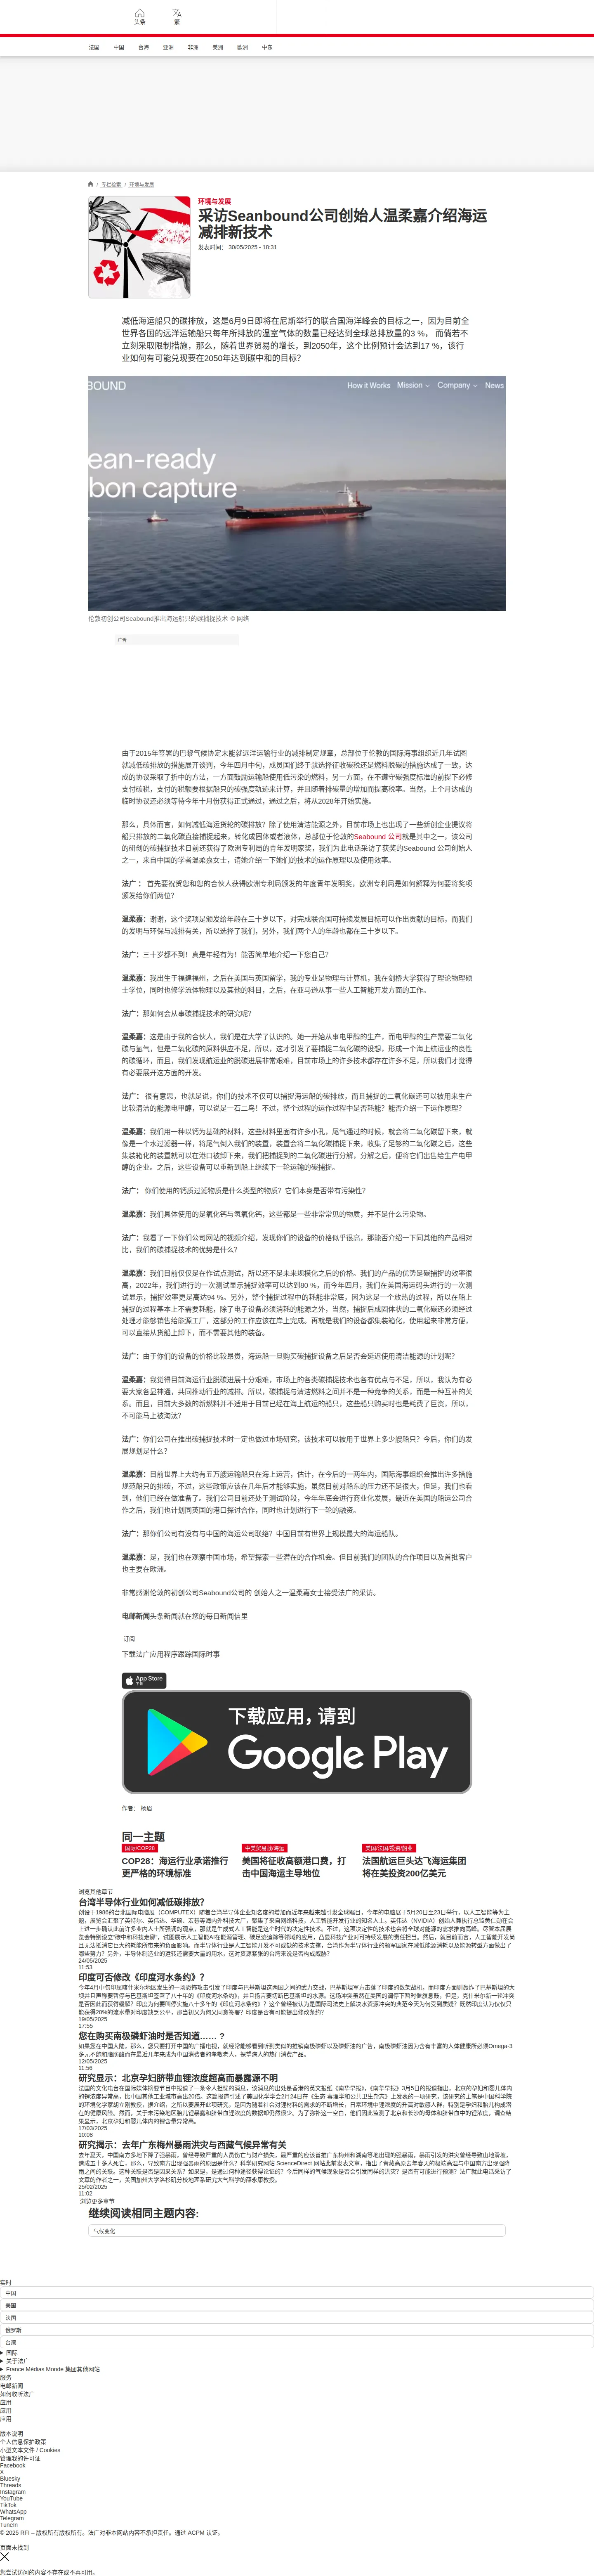 头条
繁
法国 中国 台海 亚洲 非洲 美洲 欧洲 中东
/ 专栏检索 / 环境与发展
环境与发展
采访Seanbound公司创始人温柔嘉介绍海运
减排新技术
发表时间： 30/05/2025 - 18:31
减低海运船只的碳排放，这是6月9日即将在尼斯举行的联合国海洋峰会的目标之一，因为目前全
世界各国的远洋运输船只每年所排放的温室气体的数量已经达到全球总排放量的3 %， 而倘若不
立刻采取限制措施，那么，随着世界贸易的增长，到2050年，这个比例预计会达到17 %，该行
业如何有可能兑现要在2050年达到碳中和的目标？
BOUND
How it Works Mission Company News
ean-ready
bon capture
伦敦初创公司Seabound推出海运船只的碳捕捉技术 © 网络
广告
由于2015年签署的巴黎气候协定未能就远洋运输行业的减排制定规章，总部位于伦敦的国际海事组织近几年试图
就减低碳排放的措施展开谈判，今年四月中旬，成员国们终于就选择征收碳税还是燃料脱碳的措施达成了一致，达
成的协议采取了折中的方法，一方面鼓励运输船使用低污染的燃料，另一方面，在不遵守碳强度标准的前提下必修
支付碳税，支付的税额要根据船只的碳强度轨迹来计算，并且随着排碳量的增加而提高税率。当然，上个月达成的
临时协议还必须等待今年十月份获得正式通过，通过之后，将从2028年开始实施。
那么，具体而言，如何减低海运货轮的碳排放？除了使用清洁能源之外，目前市场上也出现了一些新创企业提议将
船只排放的二氧化碳直接捕捉起来，转化成固体或者液体，总部位于伦敦的Seabound 公司就是其中之一，该公司
的研创的碳捕捉技术日前还获得了欧洲专利局的青年发明家奖，我们为此电话采访了获奖的Seabound 公司创始人
之一，来自中国的学者温柔嘉女士，请她介绍一下她们的技术的运作原理以及使用效率。
法广 ： 首先要祝贺您和您的合伙人获得欧洲专利局颁发的年度青年发明奖，欧洲专利局是如何解释为何要将奖项
颁发给你们两位？
温柔嘉：谢谢，这个奖项是颁发给年龄在三十岁以下，对完成联合国可持续发展目标可以作出贡献的目标，而我们
的发明与环保与减排有关，所以选择了我们，另外，我们两个人的年龄也都在三十岁以下。
法广：三十岁都不到！真是年轻有为！能否简单地介绍一下您自己？
温柔嘉：我出生于福建福州，之后在美国与英国留学，我的专业是物理与计算机，我在剑桥大学获得了理论物理硕
士学位，同时也修学流体物理以及其他的科目，之后，在亚马逊从事一些人工智能开发方面的工作。
法广：那如何会从事碳捕捉技术的研究呢？
温柔嘉：这是由于我的合伙人，我们是在大学了认识的。她一开始从事电甲醇的生产，而电甲醇的生产需要二氧化
碳与氢气，但是二氧化碳的原料供应不足，所以，这才引发了要捕捉二氧化碳的设想，形成一个海上航运业的良性
的碳循环，而且，我们发现航运业的脱碳进展非常艰难，目前市场上的许多技术都存在许多不足，所以我们才觉得
有必要展开这方面的开发。
法广： 很有意思，也就是说，你们的技术不仅可以捕捉海运船的碳排放，而且捕捉的二氧化碳还可以被用来生产
比较清洁的能源电甲醇，可以说是一石二鸟！不过，整个过程的运作过程中是否耗能？能否介绍一下运作原理？
温柔嘉：我们用一种以钙为基础的材料，这些材料里面有许多小孔，尾气通过的时候，就会将二氧化碳留下来，就
像是一个水过滤器一样，将尾气倒入我们的装置，装置会将二氧化碳捕捉下来，收集了足够的二氧化碳之后，这些
集装箱化的装置就可以在港口被卸下来，我们把捕捉到的二氧化碳进行分解，分解之后，便将它们出售给生产电甲
醇的企业。之后，这些设备可以重新到船上继续下一轮运输的碳捕捉。
法广： 你们使用的钙质过滤物质是什么类型的物质？它们本身是否带有污染性？
温柔嘉：我们具体使用的是氧化钙与氢氧化钙，这些都是一些非常常见的物质，并不是什么污染物。
法广：我看了一下你们公司网站的视频介绍，发现你们的设备的价格似乎很高，那能否介绍一下同其他的产品相对
比，我们的碳捕捉技术的优势是什么？
温柔嘉：我们目前仅仅是在作试点测试，所以还不是未来规模化之后的价格。我们的产品的优势是碳捕捉的效率很
高，2022年，我们进行的一次测试显示捕捉效率可以达到80 %，而今年四月，我们在美国海运码头进行的一次测
试显示，捕捉效率更是高达94 %。另外，整个捕捉过程中的耗能非常底，因为这是一个放热的过程，所以在船上
捕捉的过程基本上不需要耗能，除了电子设备必须消耗的能源之外，当然，捕捉后成固体状的二氧化碳还必须经过
处理才能够销售给能源工厂，这部分的工作应该在岸上完成。再就是我们的设备都集装箱化，使用起来非常方便，
可以直接从货船上卸下，而不需要其他的装备。
法广：由于你们的设备的价格比较昂贵，海运船一旦购买碳捕捉设备之后是否会延迟使用清洁能源的计划呢？
温柔嘉：我觉得目前海运行业脱碳进展十分艰难，市场上的各类碳捕捉技术也各有优点与不足，所以，我认为有必
要大家各显神通，共同推动行业的减排。所以，碳捕捉与清洁燃料之间并不是一种竞争的关系，而是一种互补的关
系。而且，目前大多数的新燃料并不适用于目前已经在海上航运的船只，这些船只购买时也是耗费了巨资，所以，
不可能马上被淘汰？
法广：你们公司在推出碳捕捉技术时一定也做过市场研究，该技术可以被用于世界上多少艘船只？今后，你们的发
展规划是什么？
温柔嘉：目前世界上大约有五万艘运输船只在海上运营，估计，在今后的一两年内，国际海事组织会推出许多措施
规范船只的排碳，不过，这些政策应该在几年后才能够实施，虽然目前对船东的压力还不是很大，但是，我们也看
到，他们已经在做准备了。我们公司目前还处于测试阶段，今年年底会进行商业化发展，最近在美国的船运公司合
作之后，我们也计划同英国的港口探讨合作，同时也计划进行下一轮的融资。
法广：那你们公司有没有与中国的海运公司联络？中国目前有世界上规模最大的海运船队。
温柔嘉：是，我们也在观察中国市场，希望探索一些潜在的合作机会。但目前我们的团队的合作项目以及首批客户
也主要在欧洲。
非常感谢伦敦的初创公司Seabound公司的 创始人之一温柔嘉女士接受法广的采访。
电邮新闻头条新闻就在您的每日新闻信里
订阅
下载法广应用程序跟踪国际时事
App Store
下载
下载应用，请到
Google Play
作者： 杨眉
同一主题
国际/COP28
COP28：海运行业承诺推行
更严格的环境标准
中美贸易战/海运
美国将征收高额港口费，打
击中国海运主导地位
美国/法国/投资/船业
法国航运巨头达飞海运集团
将在美投资200亿美元
浏览其他章节
台湾半导体行业如何减低碳排放？
创设于1986的台北国际电脑展（COMPUTEX）随着台湾半导体企业知名度的增加而近年来越来越引发全球瞩目，今年的电脑展于5月20日至23日举行，以人工智能等为主
24/05/2025
11:53
印度可否修改《印度河水条约》？
19/05/2025
17:55
您在购买南极磷虾油时是否知道…… ？
如果您在中国大陆，那么，您只要打开中国的广播电视，就经常能够看到听到类似的推销南极磷虾以及磷虾油的广告，南极磷虾油因为含有丰富的人体健康所必须Omega-3
多元不饱和脂肪酸而在最近几年来成为中国消费者的孝敬老人，探望病人的热门消费产品。
12/05/2025
11:56
研究显示：北京孕妇脐带血锂浓度超高而暴露源不明
17/03/2025
10:08
研究揭示：去年广东梅州暴雨洪灾与西藏气候异常有关
25/02/2025
11:02
浏览更多章节
继续阅读相同主题内容:
气候变化
实时
中国
美国
法国
俄罗斯
台湾
国际
关于法广
France Médias Monde 集团其他网站
服务
电邮新闻
如何收听法广
应用
应用
应用
版本说明
个人信息保护政策
小型文本文件 / Cookies
管理我的许可证
Facebook
X
Bluesky
Threads
Instagram
YouTube
TikTok
WhatsApp
Telegram
TuneIn
© 2025 RFI – 版权所有版权所有。法广对非本网站内容不承担责任。通过 ACPM 认证。
页面未找到
您尝试访问的内容不存在或不再可用。